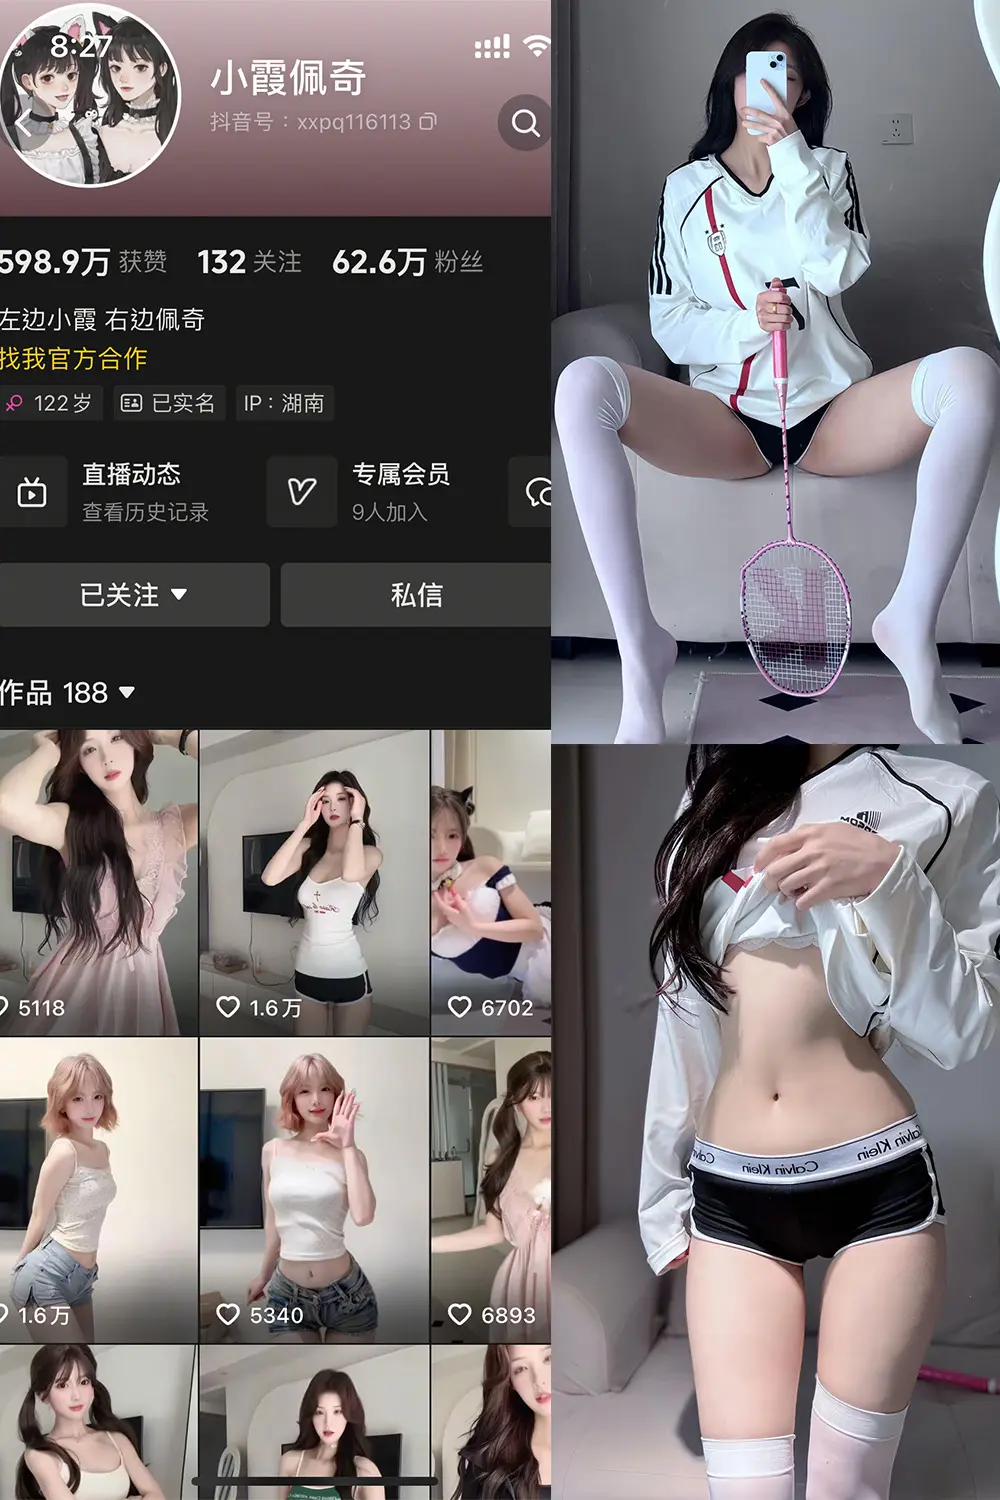 8:27
小霞佩奇
抖音号：xxpq116113
598.9万 获赞 132 关注 62.6万 粉丝
左边小霞 右边佩奇
找我官方合作
122岁 已实名 IP：湖南
直播动态
查看历史记录
专属会员
9人加入
已关注
私信
作品 188
5118
1.6万
6702
1.6万
5340
6893
Calvin Klein
Calvin Klein